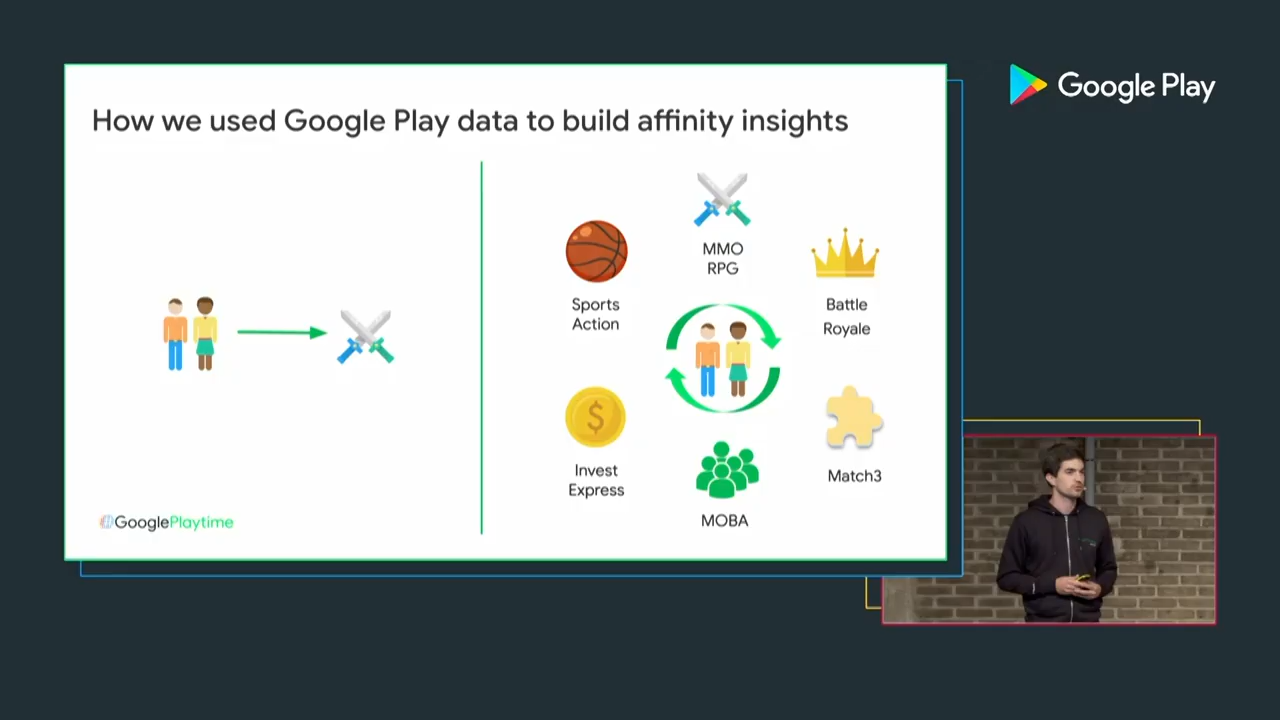 Google Play
How we used Google Play data to build affinity insights
MMO
RPG
Sports
Action
Battle
Royale
$
Invest
Express
Match3
MOBA
GooglePlaytime